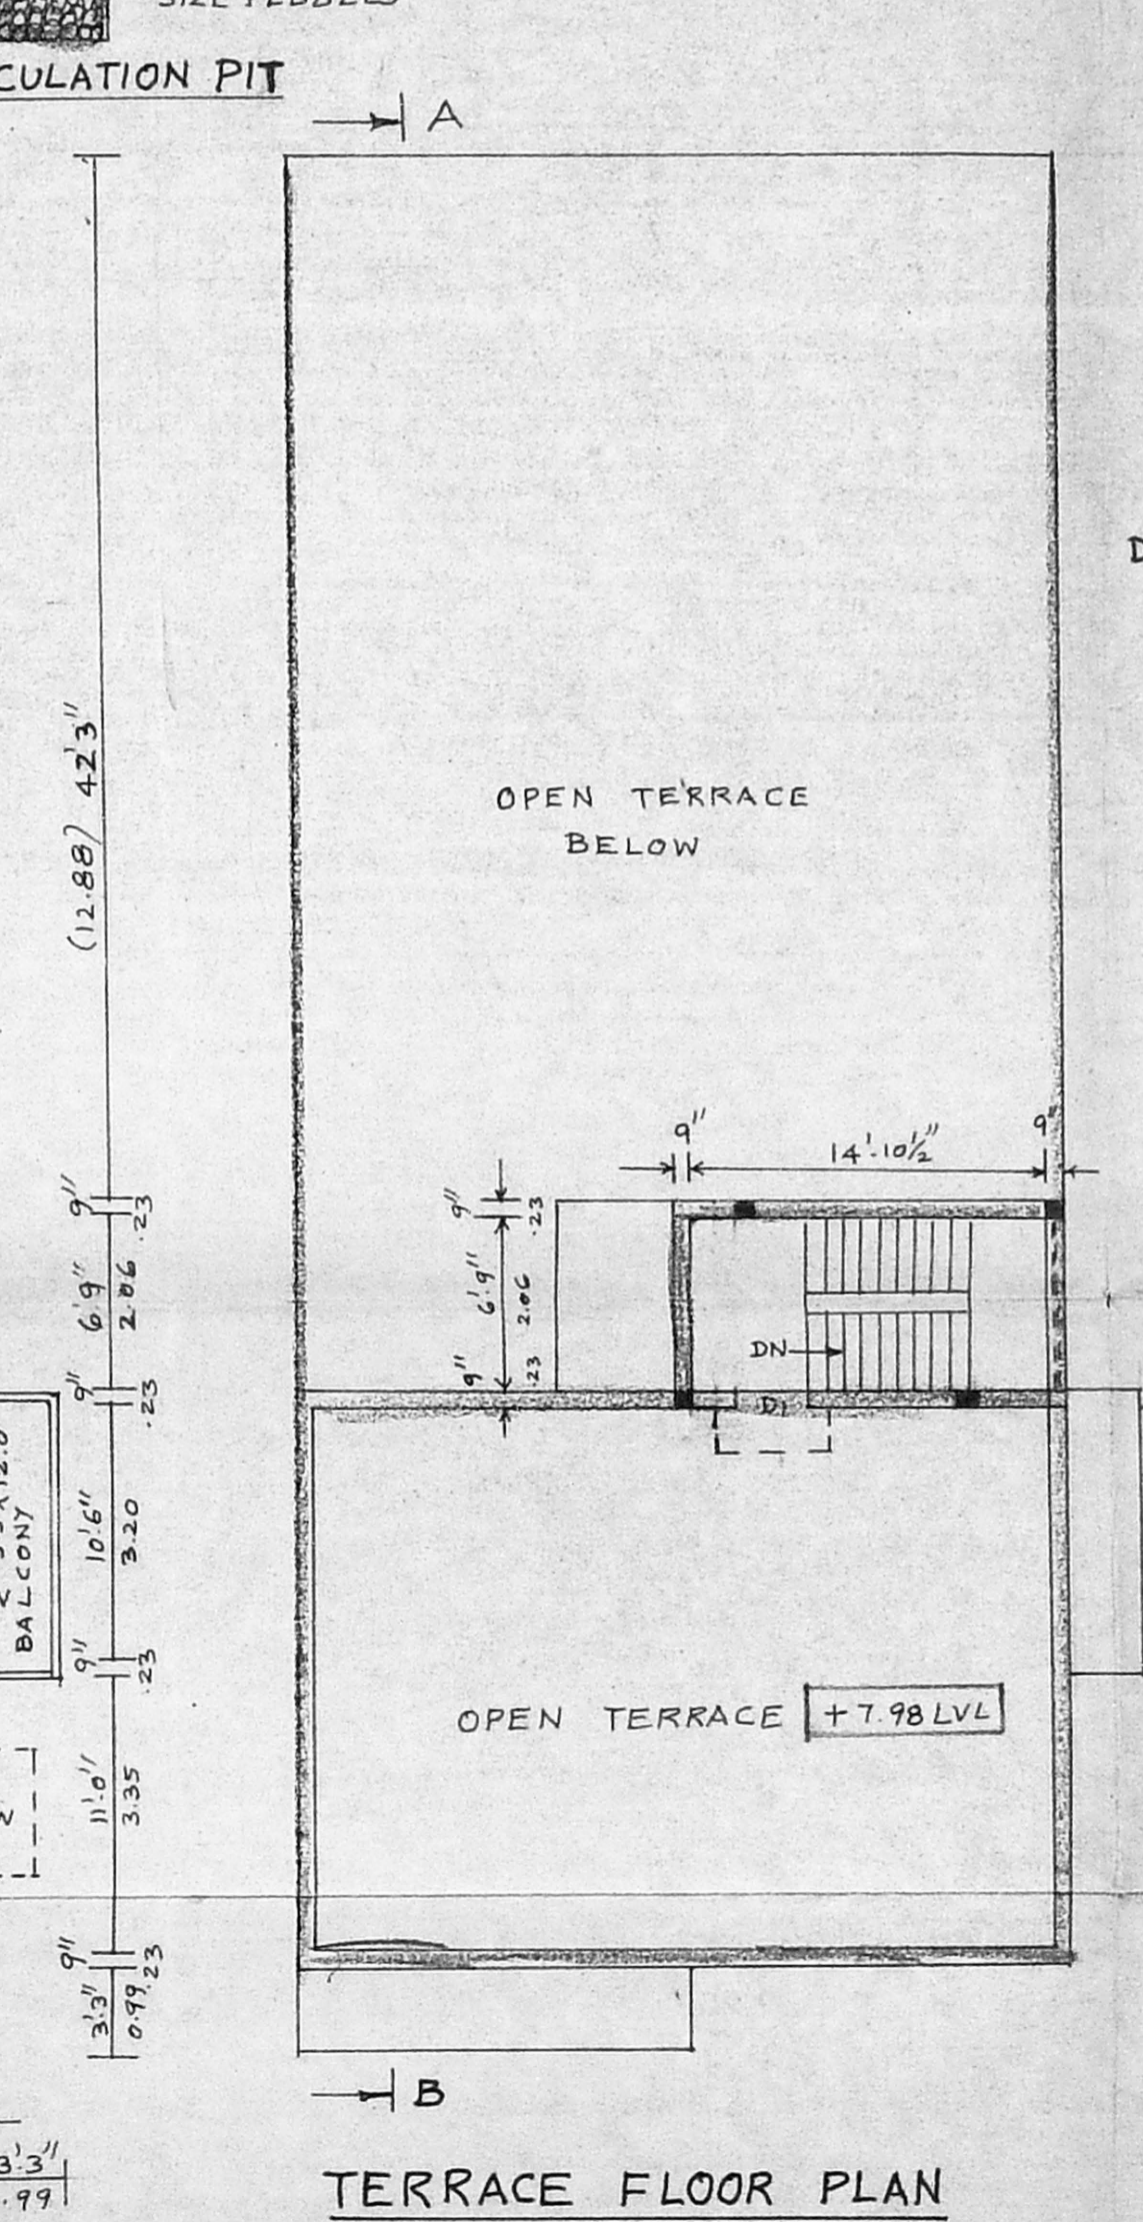 CULATION PIT
A
(12.88) 42'3"
OPEN TERRACE
BELOW
9"
14'-10½"
9"
9"
.23
6'9"
2.06
9"
.23
9"
.23
6'9"
2.06
9"
.23
DN
D1
10'6"
3.20
BALCONY
9"
.23
OPEN TERRACE +7.98 LVL
11'0"
3.35
9"
.23
3'3"
0.99
B
3'3"
.99
TERRACE FLOOR PLAN